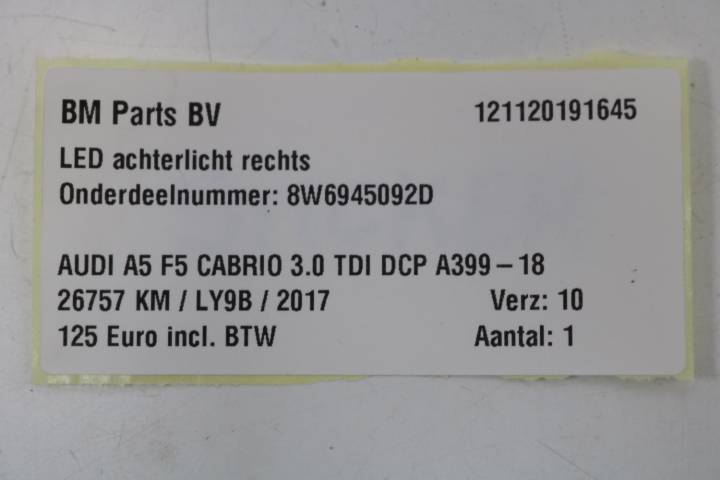 BM Parts BV 121120191645
LED achterlicht rechts
Onderdeelnummer: 8W6945092D
AUDI A5 F5 CABRIO 3.0 TDI DCP A399 – 18
26757 KM / LY9B / 2017 Verz: 10
125 Euro incl. BTW Aantal: 1